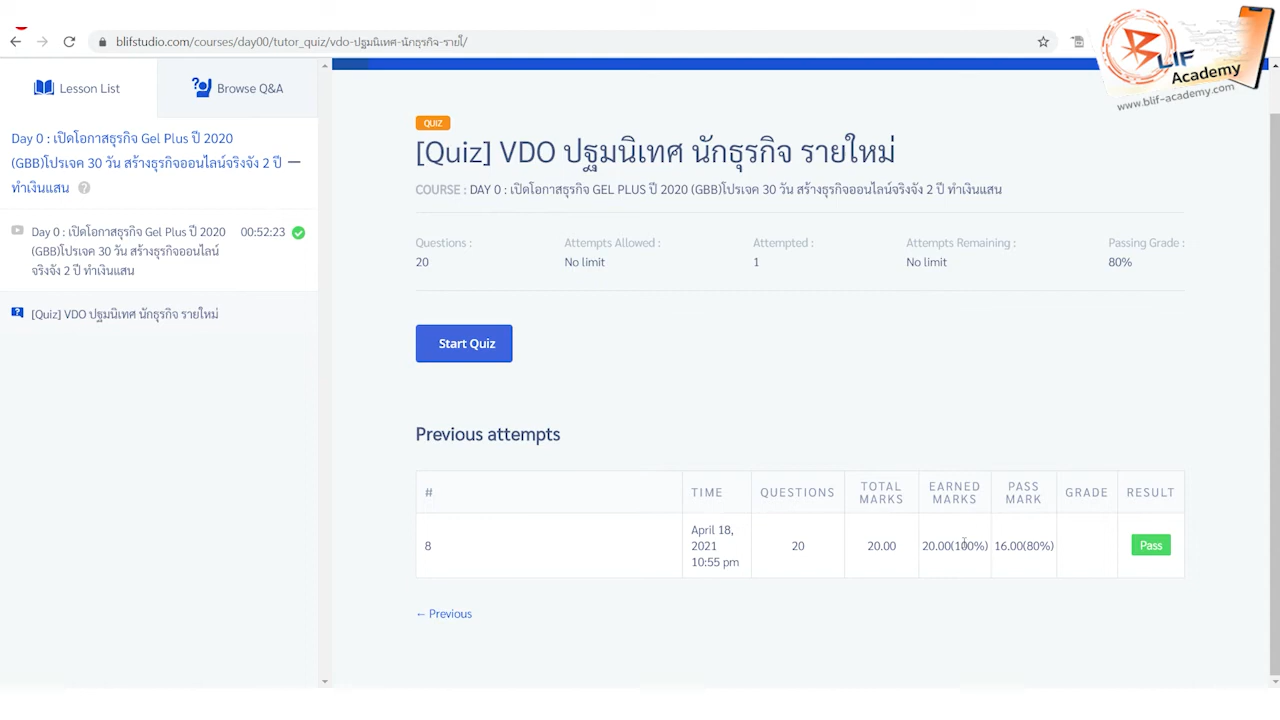 blifstudio.com/courses/day00/tutor_quiz/vdo-ปฐมนิเทศ-นักธุรกิจ-รายใ/
BLIF
Academy
www.blif-academy.com
Lesson List
Browse Q&A
Day 0 : เปิดโอกาสธุรกิจ Gel Plus ปี 2020
(GBB)โปรเจค 30 วัน สร้างธุรกิจออนไลน์จริงจัง 2 ปี
ทำเงินแสน
Day 0 : เปิดโอกาสธุรกิจ Gel Plus ปี 2020
00:52:23
(GBB)โปรเจค 30 วัน สร้างธุรกิจออนไลน์
จริงจัง 2 ปี ทำเงินแสน
[Quiz] VDO ปฐมนิเทศ นักธุรกิจ รายใหม่
QUIZ
[Quiz] VDO ปฐมนิเทศ นักธุรกิจ รายใหม่
COURSE : DAY 0 : เปิดโอกาสธุรกิจ GEL PLUS ปี 2020 (GBB)โปรเจค 30 วัน สร้างธุรกิจออนไลน์จริงจัง 2 ปี ทำเงินแสน
Questions : Attempts Allowed : Attempted : Attempts Remaining : Passing Grade :
20 No limit 1 No limit 80%
Start Quiz
Previous attempts
# TIME QUESTIONS TOTAL MARKS EARNED MARKS PASS MARK GRADE RESULT
8 April 18, 2021 10:55 pm 20 20.00 20.00(100%) 16.00(80%) Pass
← Previous